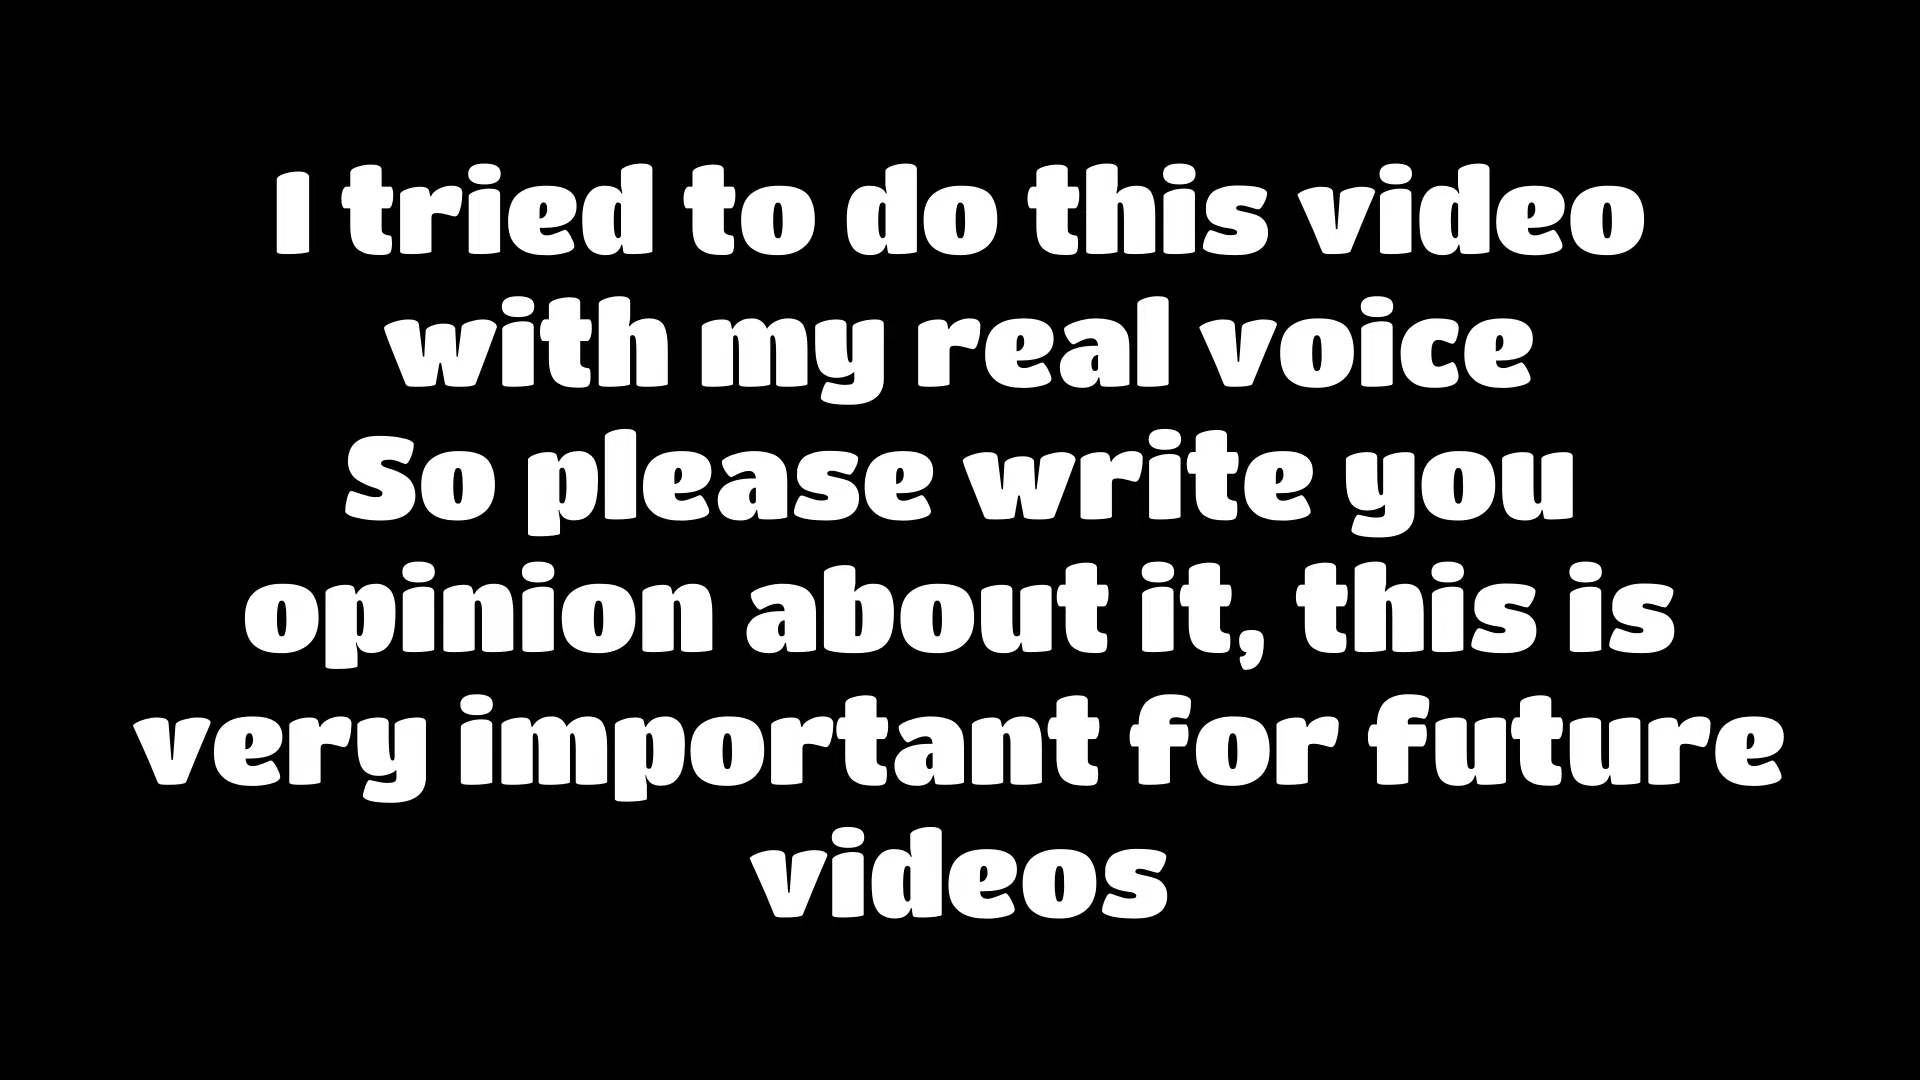 I tried to do this video
with my real voice
So please write you
opinion about it, this is
very important for future
videos